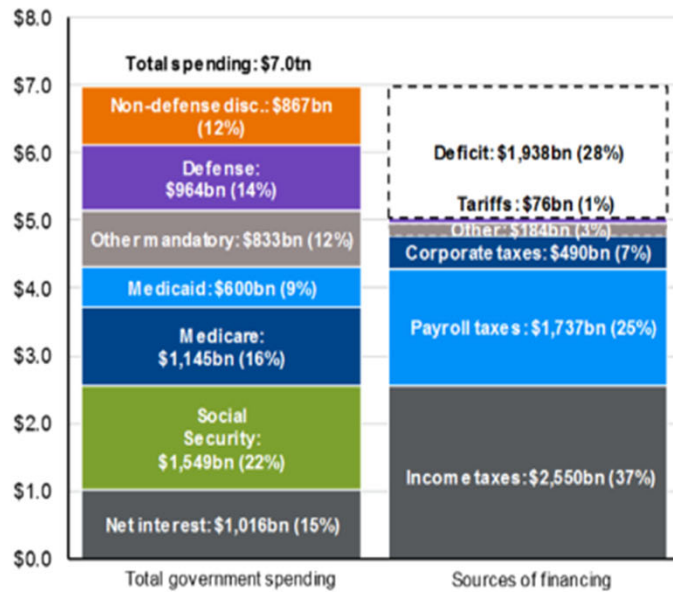 $8.0
$7.0
$6.0
$5.0
$4.0
$3.0
$2.0
$1.0
$0.0
Total spending: $7.0tn
Non-defense disc.: $867bn
(12%)
Defense:
$964bn (14%)
Other mandatory: $833bn (12%)
Medicaid: $600bn (9%)
Medicare:
$1,145bn (16%)
Social
Security:
$1,549bn (22%)
Net interest: $1,016bn (15%)
Total government spending
Deficit: $1,938bn (28%)
Tariffs: $76bn (1%)
Other: $184bn (3%)
Corporate taxes: $490bn (7%)
Payroll taxes: $1,737bn (25%)
Income taxes: $2,550bn (37%)
Sources of financing